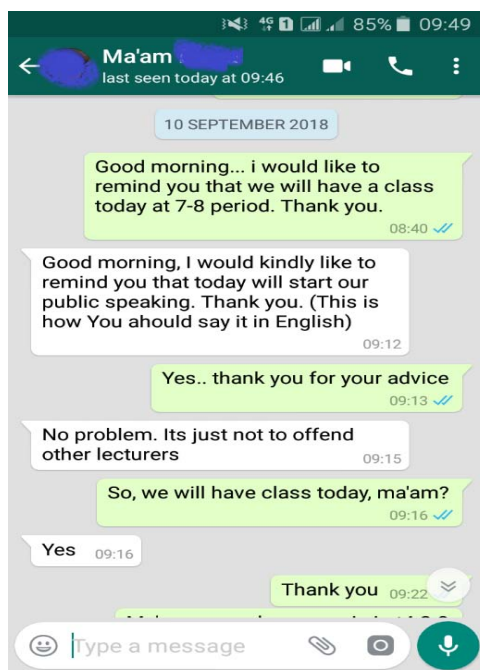 85% 09:49
Ma'am
last seen today at 09:46
10 SEPTEMBER 2018
Good morning... i would like to
remind you that we will have a class
today at 7-8 period. Thank you.
08:40
Good morning, I would kindly like to
remind you that today will start our
public speaking. Thank you. (This is
how You ahould say it in English)
09:12
Yes.. thank you for your advice
09:13
No problem. Its just not to offend
other lecturers
09:15
So, we will have class today, ma'am?
09:16
Yes 09:16
Thank you 09:22
Type a message